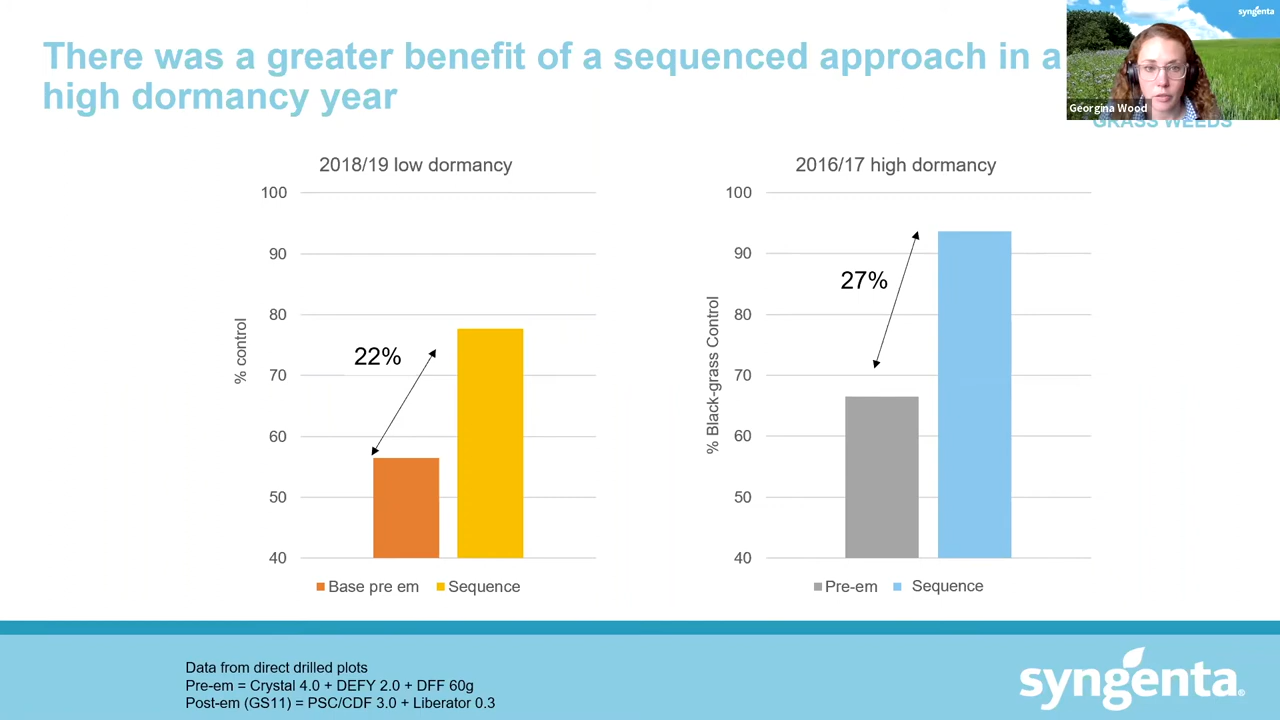 There was a greater benefit of a sequenced approach in a
high dormancy year
syngenta
Georgina Wood
GRASS WEEDS
2018/19 low dormancy
100
90
80
70
60
50
40
% control
22%
Base pre em
Sequence
2016/17 high dormancy
100
90
80
70
60
50
40
% Black-grass Control
27%
Pre-em
Sequence
Data from direct drilled plots
Pre-em = Crystal 4.0 + DEFY 2.0 + DFF 60g
Post-em (GS11) = PSC/CDF 3.0 + Liberator 0.3
syngenta®